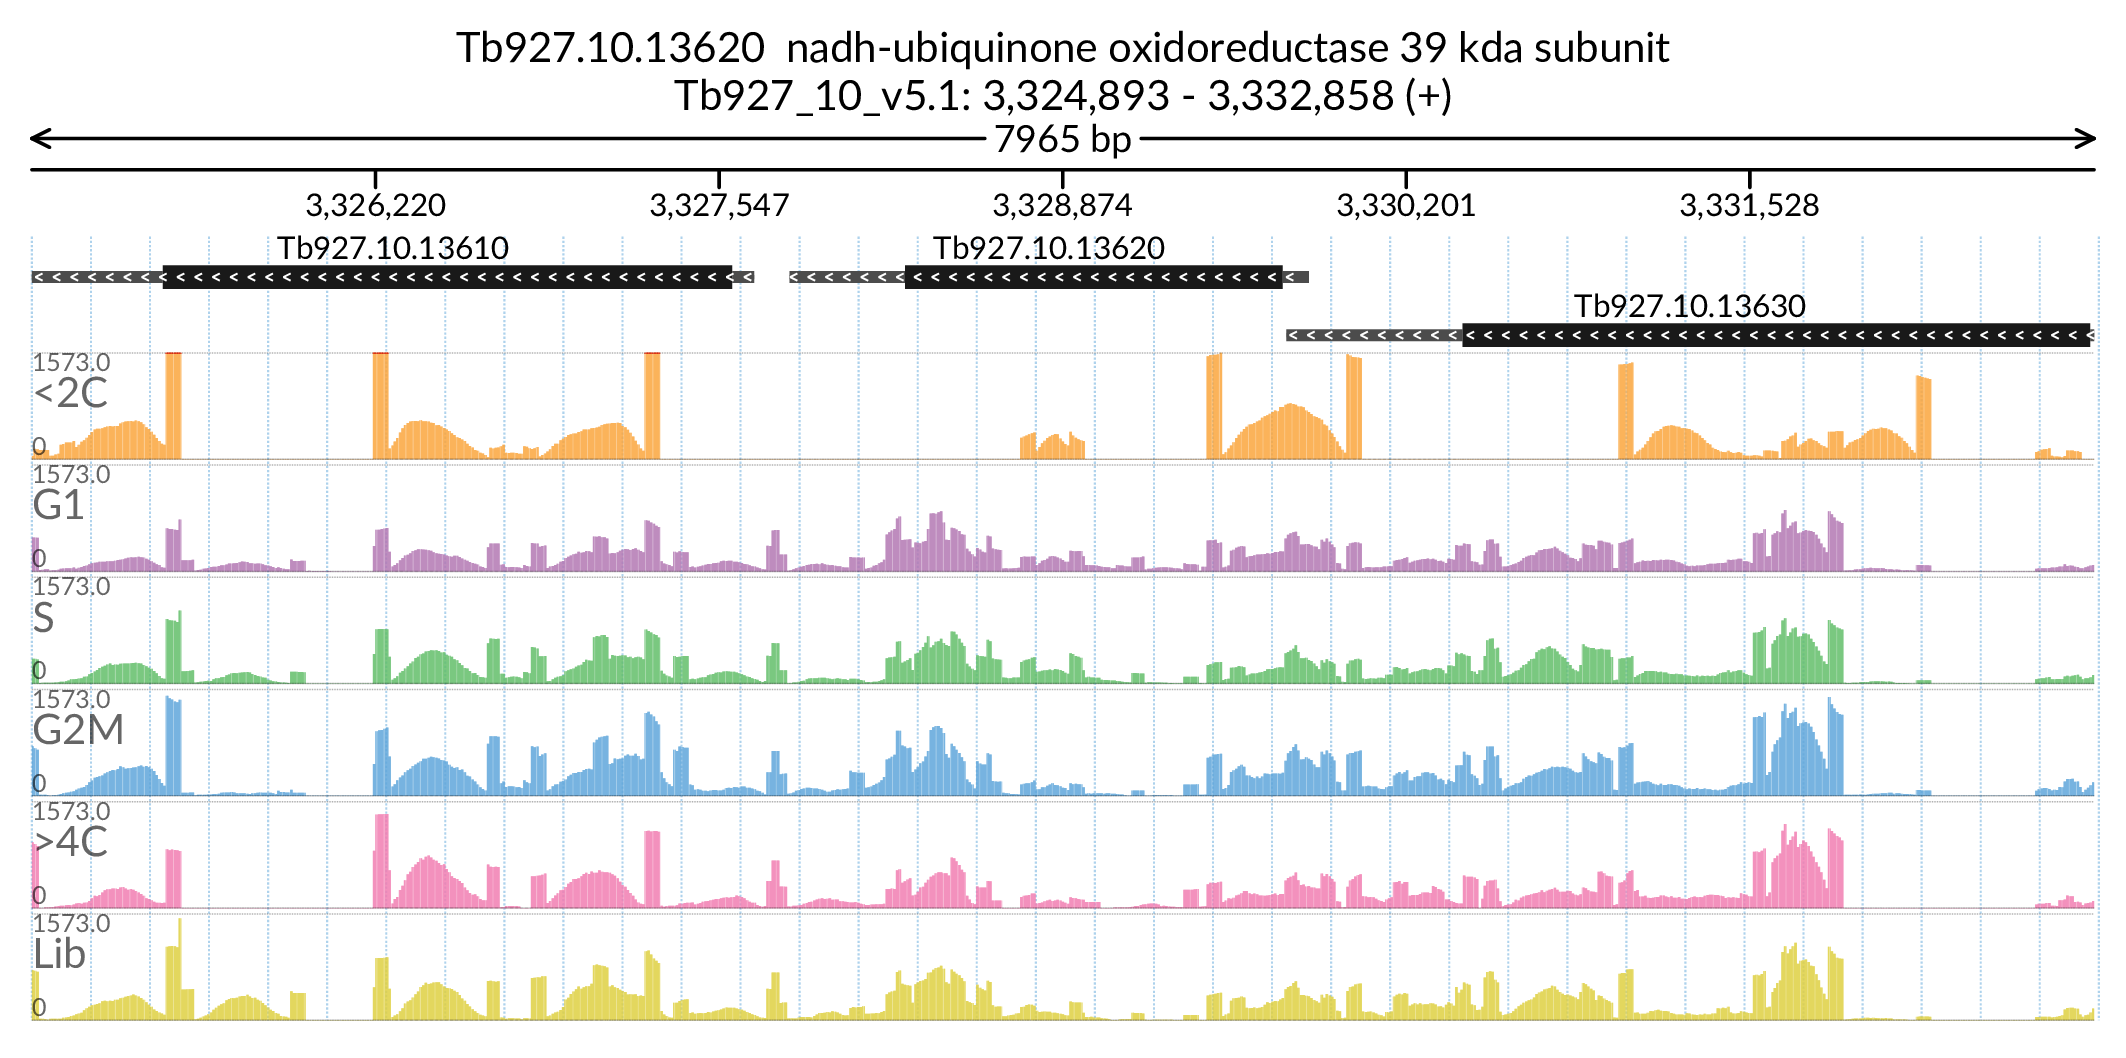 Tb927.10.13620  nadh-ubiquinone oxidoreductase 39 kda subunit
Tb927_10_v5.1: 3,324,893 - 3,332,858 (+)
7965 bp
3,326,220 3,327,547 3,328,874 3,330,201 3,331,528
Tb927.10.13610 Tb927.10.13620
Tb927.10.13630
1573.0
<2C
0
1573.0
G1
0
1573.0
S
0
1573.0
G2M
0
1573.0
>4C
0
1573.0
Lib
0